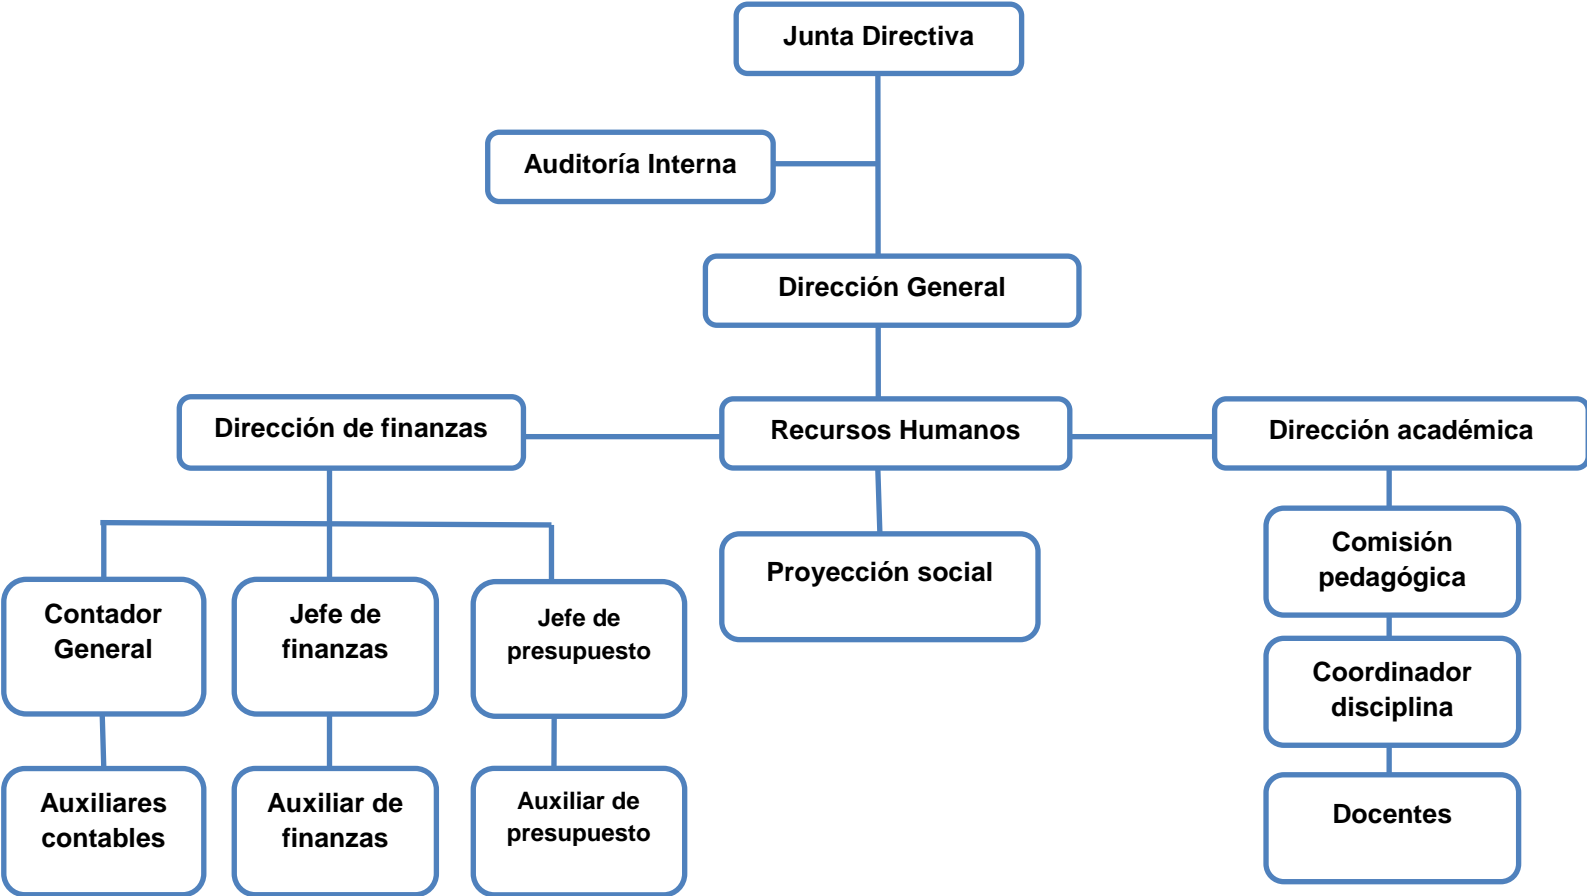 Junta Directiva
Auditoría Interna
Dirección General
Dirección de finanzas
Recursos Humanos
Dirección académica
Contador
General
Jefe de
finanzas
Jefe de
presupuesto
Proyección social
Comisión
pedagógica
Coordinador
disciplina
Auxiliares
contables
Auxiliar de
finanzas
Auxiliar de
presupuesto
Docentes